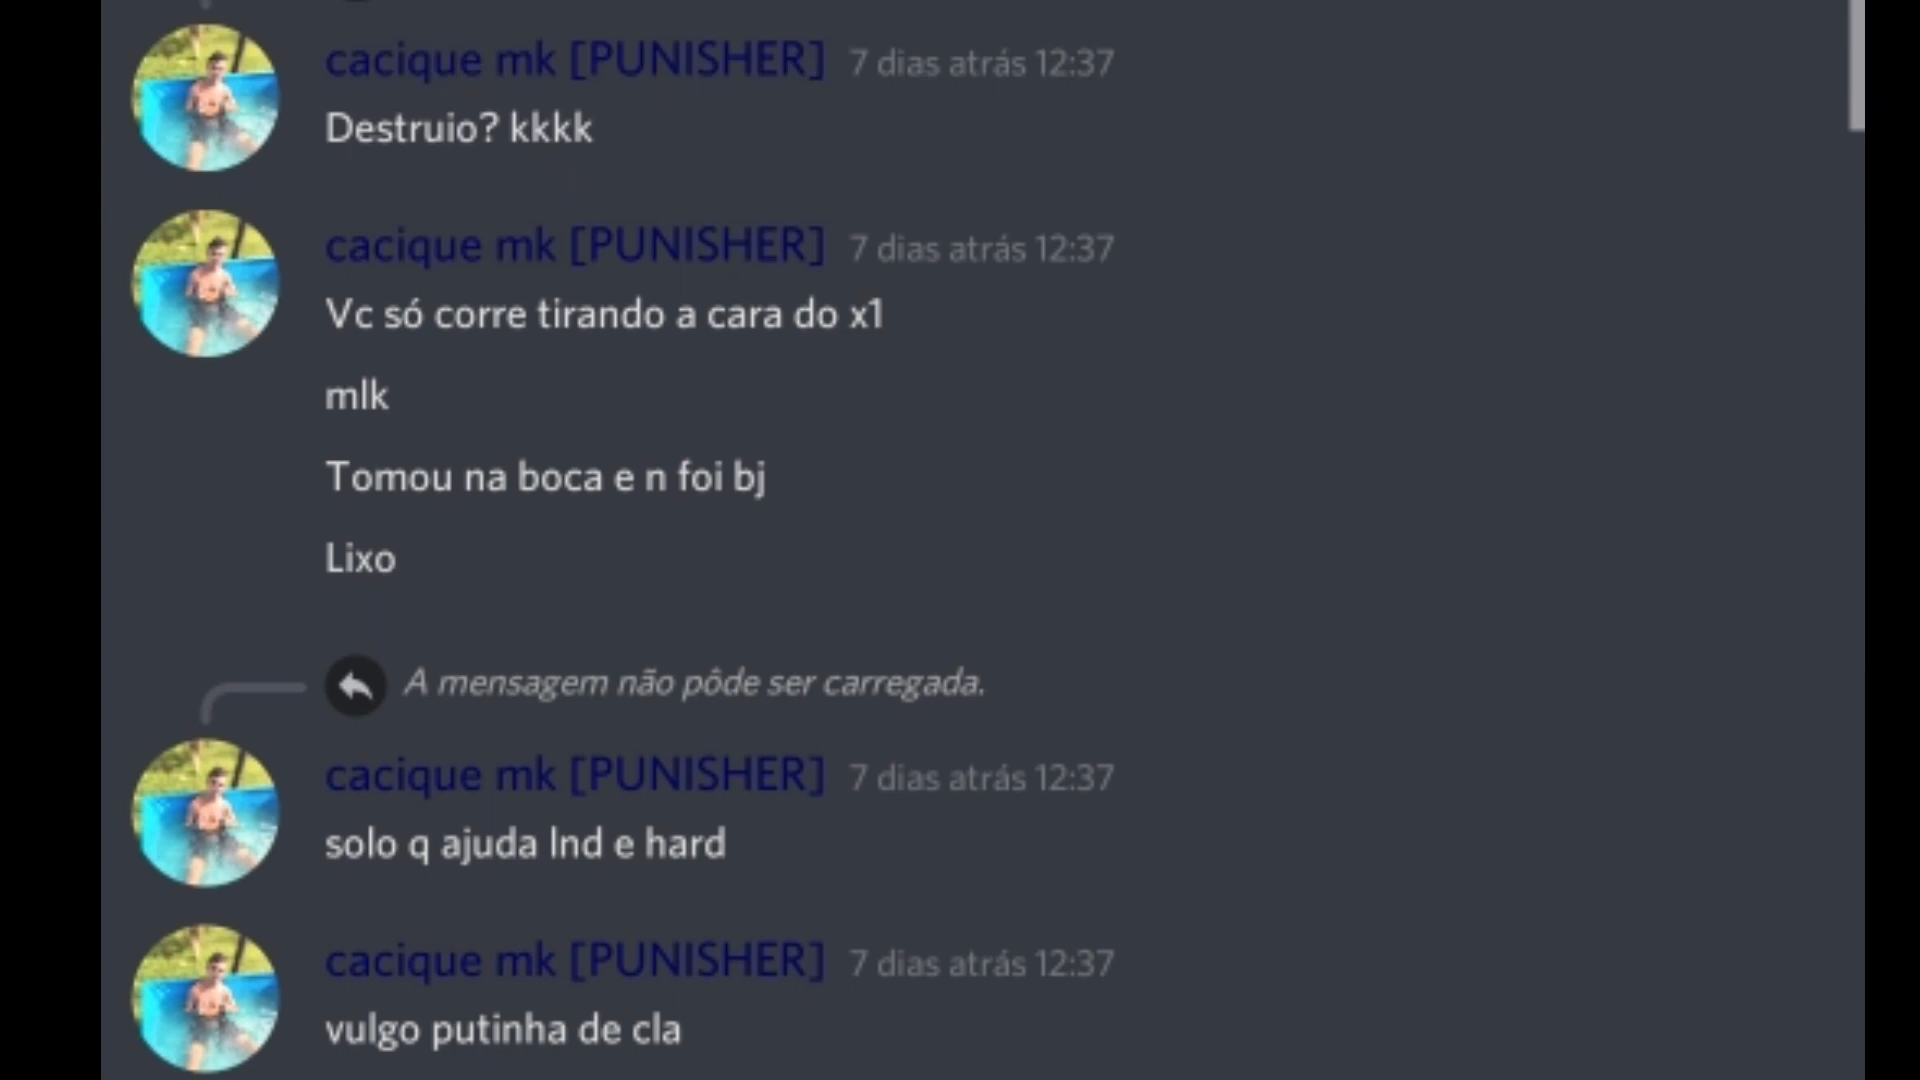 cacique mk [PUNISHER] 7 dias atrás 12:37
Destruio? kkkk
cacique mk [PUNISHER] 7 dias atrás 12:37
Vc só corre tirando a cara do x1
mlk
Tomou na boca e n foi bj
Lixo
A mensagem não pôde ser carregada.
cacique mk [PUNISHER] 7 dias atrás 12:37
solo q ajuda lnd e hard
cacique mk [PUNISHER] 7 dias atrás 12:37
vulgo putinha de cla